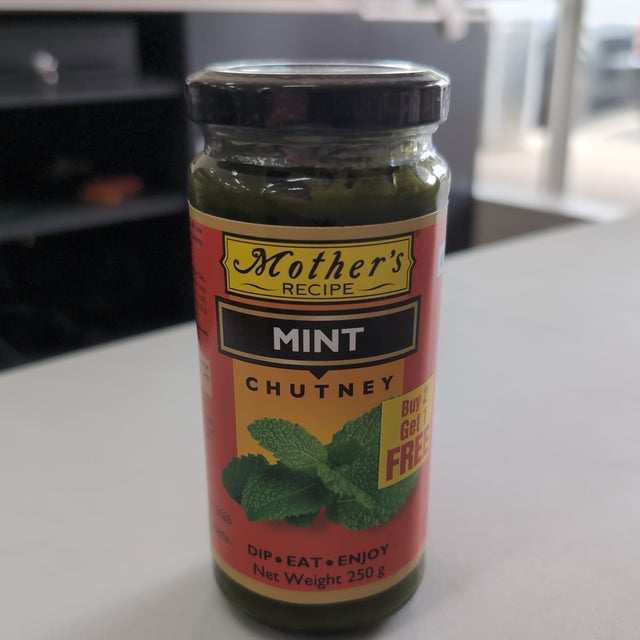 Mother's
RECIPE
MINT
CHUTNEY
Buy 2
Get 1
FREE
DIP • EAT • ENJOY
Net Weight 250 g